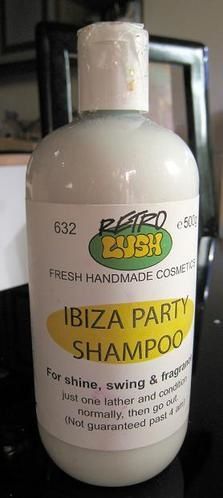 632 RETRO e500g
LUSH
FRESH HANDMADE COSMETICS
IBIZA PARTY
SHAMPOO
For shine, swing & fragrance
just one lather and condition
normally, then go out.
(Not guaranteed past 4 am)